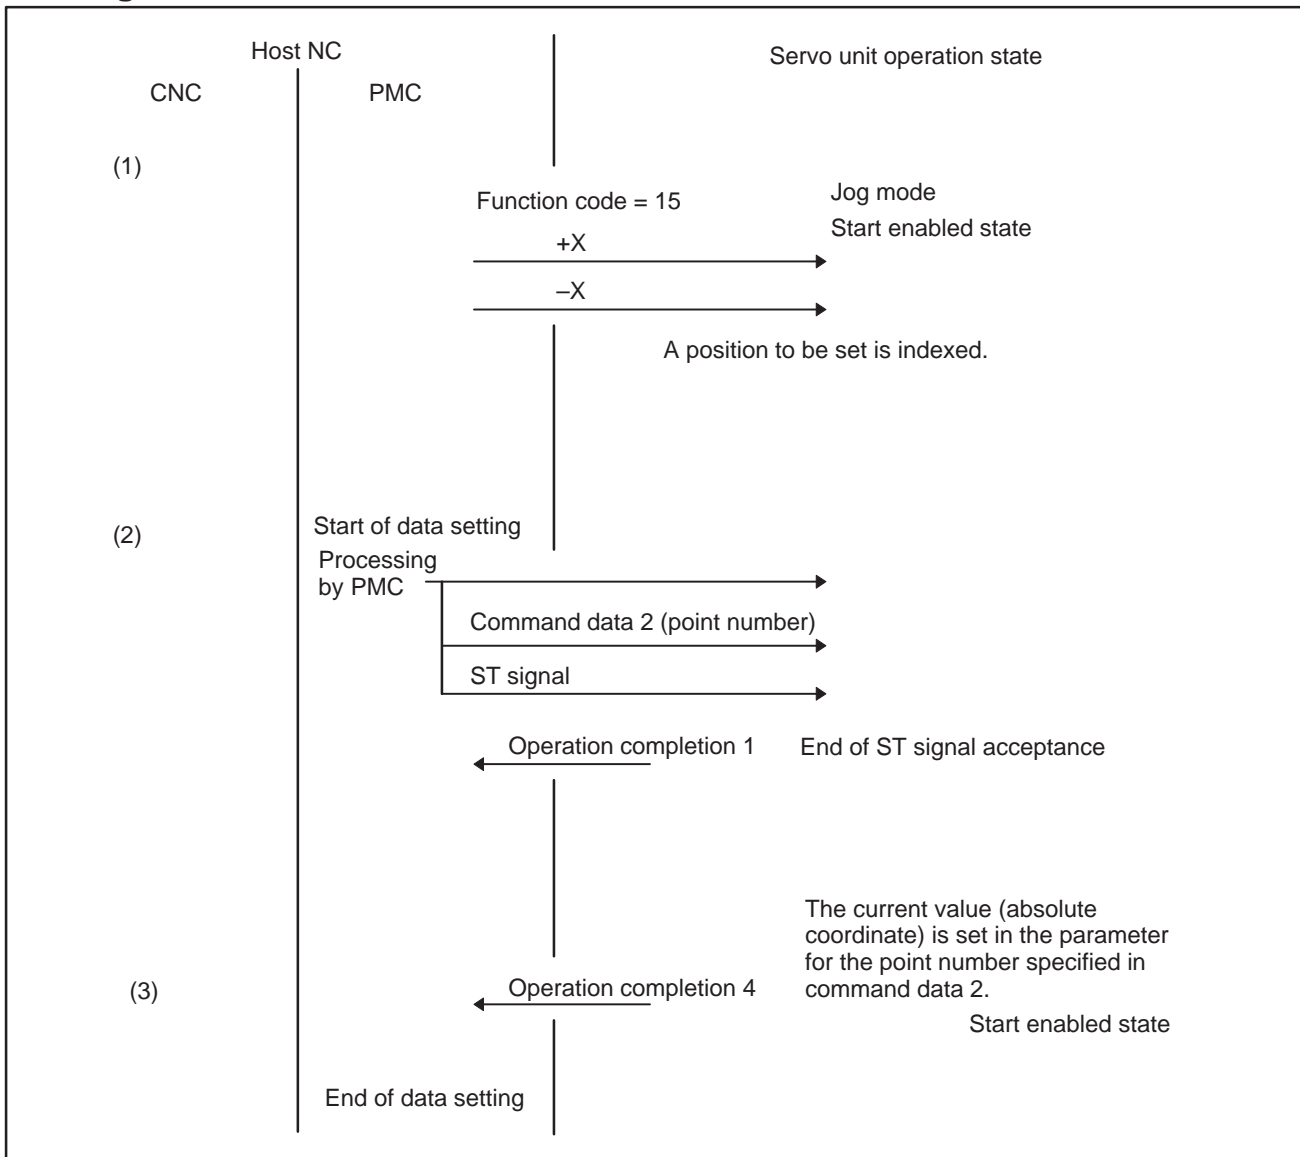 Host NC
Servo unit operation state
CNC
PMC
(1)
Function code = 15
Jog mode
Start enabled state
+X
–X
A position to be set is indexed.
(2)
Start of data setting
Processing
by PMC
Command data 2 (point number)
ST signal
Operation completion 1
End of ST signal acceptance
The current value (absolute
coordinate) is set in the parameter
for the point number specified in
command data 2.
(3)
Operation completion 4
Start enabled state
End of data setting